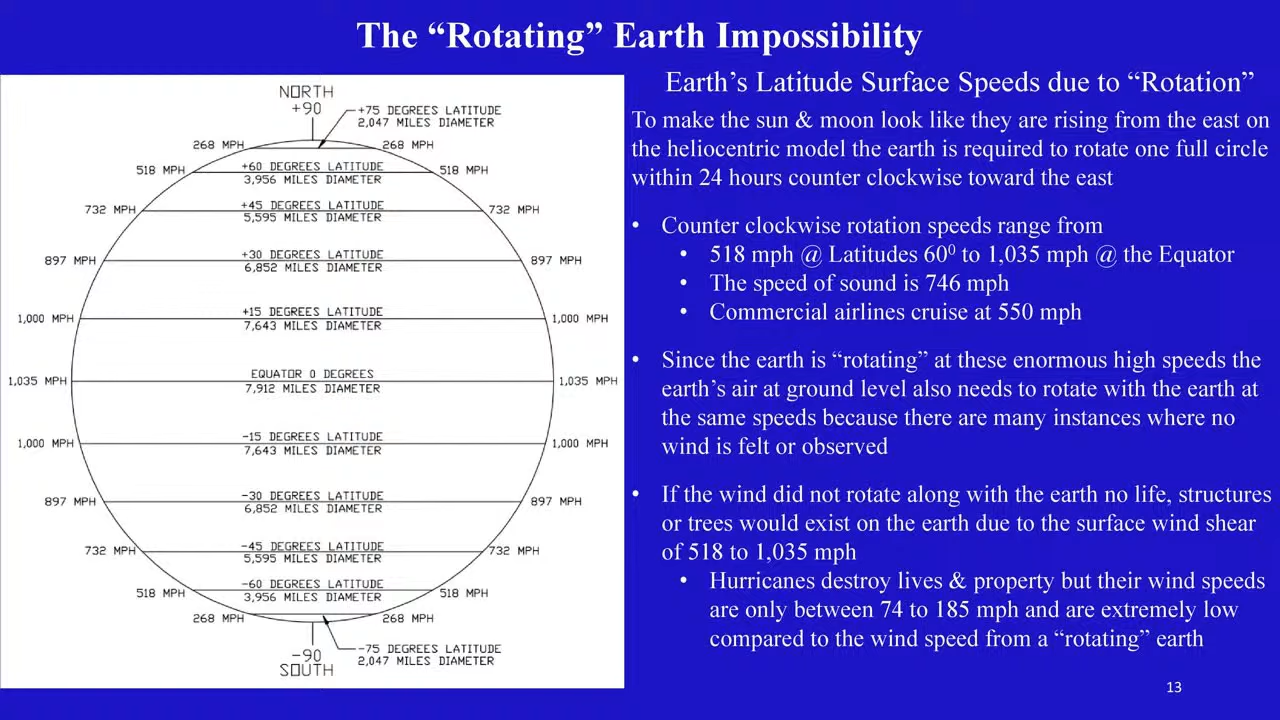 The “Rotating” Earth Impossibility
NORTH
+90
+75 DEGREES LATITUDE
2,047 MILES DIAMETER
268 MPH
268 MPH
518 MPH
+60 DEGREES LATITUDE
3,956 MILES DIAMETER
518 MPH
732 MPH
+45 DEGREES LATITUDE
5,595 MILES DIAMETER
732 MPH
897 MPH
+30 DEGREES LATITUDE
6,852 MILES DIAMETER
897 MPH
1,000 MPH
+15 DEGREES LATITUDE
7,643 MILES DIAMETER
1,000 MPH
1,035 MPH
EQUATOR 0 DEGREES
7,912 MILES DIAMETER
1,035 MPH
1,000 MPH
-15 DEGREES LATITUDE
7,643 MILES DIAMETER
1,000 MPH
897 MPH
-30 DEGREES LATITUDE
6,852 MILES DIAMETER
897 MPH
732 MPH
-45 DEGREES LATITUDE
5,595 MILES DIAMETER
732 MPH
518 MPH
-60 DEGREES LATITUDE
3,956 MILES DIAMETER
518 MPH
268 MPH
268 MPH
-90
SOUTH
-75 DEGREES LATITUDE
2,047 MILES DIAMETER
Earth’s Latitude Surface Speeds due to “Rotation”
To make the sun & moon look like they are rising from the east on
the heliocentric model the earth is required to rotate one full circle
within 24 hours counter clockwise toward the east
• Counter clockwise rotation speeds range from
• 518 mph @ Latitudes 60⁰ to 1,035 mph @ the Equator
• The speed of sound is 746 mph
• Commercial airlines cruise at 550 mph
• Since the earth is “rotating” at these enormous high speeds the
earth’s air at ground level also needs to rotate with the earth at
the same speeds because there are many instances where no
wind is felt or observed
• If the wind did not rotate along with the earth no life, structures
or trees would exist on the earth due to the surface wind shear
of 518 to 1,035 mph
• Hurricanes destroy lives & property but their wind speeds
are only between 74 to 185 mph and are extremely low
compared to the wind speed from a “rotating” earth
13